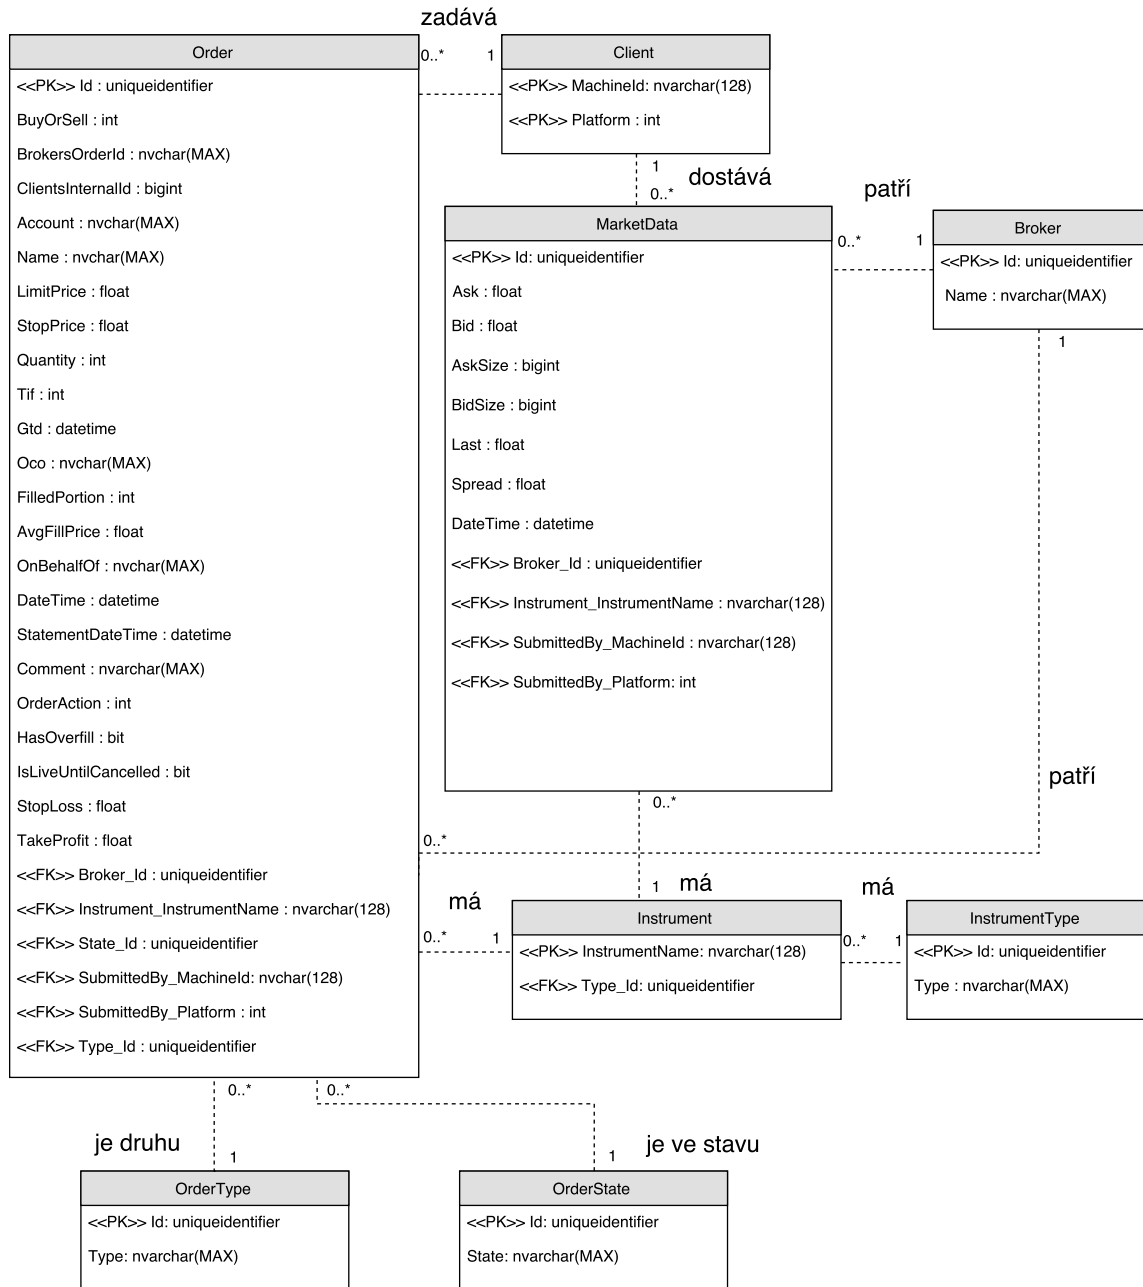 zadává
Order
0..*
1
Client
<<PK>> Id : uniqueidentifier
BuyOrSell : int
BrokersOrderId : nvchar(MAX)
ClientsInternalId : bigint
Account : nvchar(MAX)
Name : nvchar(MAX)
LimitPrice : float
StopPrice : float
Quantity : int
Tif : int
Gtd : datetime
Oco : nvchar(MAX)
FilledPortion : int
AvgFillPrice : float
OnBehalfOf : nvchar(MAX)
DateTime : datetime
StatementDateTime : datetime
Comment : nvarchar(MAX)
OrderAction : int
HasOverfill : bit
IsLiveUntilCancelled : bit
StopLoss : float
TakeProfit : float
<<FK>> Broker_Id : uniqueidentifier
<<FK>> Instrument_InstrumentName : nvarchar(128)
<<FK>> State_Id : uniqueidentifier
<<FK>> SubmittedBy_MachineId: nvchar(128)
<<FK>> SubmittedBy_Platform : int
<<FK>> Type_Id : uniqueidentifier
<<PK>> MachineId: nvarchar(128)
<<PK>> Platform : int
1
dostává
0..*
MarketData
<<PK>> Id: uniqueidentifier
Ask : float
Bid : float
AskSize : bigint
BidSize : bigint
Last : float
Spread : float
DateTime : datetime
<<FK>> Broker_Id : uniqueidentifier
<<FK>> Instrument_InstrumentName : nvarchar(128)
<<FK>> SubmittedBy_MachineId : nvarchar(128)
<<FK>> SubmittedBy_Platform: int
patří
0..*
1
Broker
<<PK>> Id: uniqueidentifier
Name : nvarchar(MAX)
1
patří
0..*
0..*
1
má
má
0..*
1
Instrument
<<PK>> InstrumentName: nvarchar(128)
<<FK>> Type_Id: uniqueidentifier
má
0..*
1
InstrumentType
<<PK>> Id: uniqueidentifier
Type : nvarchar(MAX)
0..*
0..*
je druhu
1
je ve stavu
1
OrderType
<<PK>> Id: uniqueidentifier
Type: nvarchar(MAX)
OrderState
<<PK>> Id: uniqueidentifier
State: nvarchar(MAX)